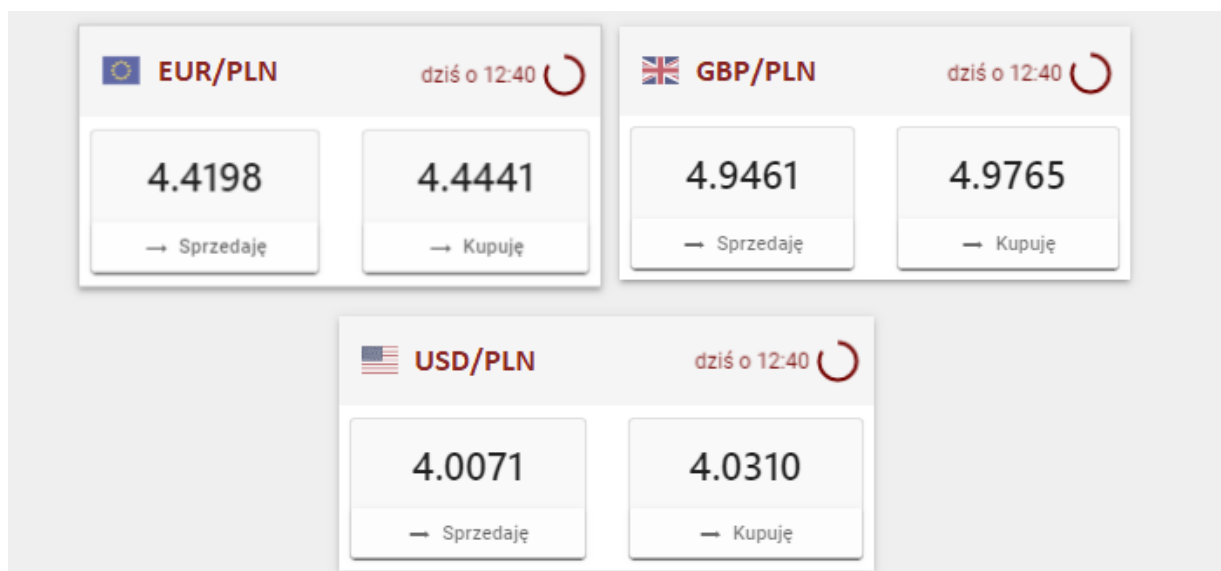 EUR/PLN dziś o 12:40
4.4198 4.4441
→ Sprzedaję → Kupuję
GBP/PLN dziś o 12:40
4.9461 4.9765
→ Sprzedaję → Kupuję
USD/PLN dziś o 12:40
4.0071 4.0310
→ Sprzedaję → Kupuję